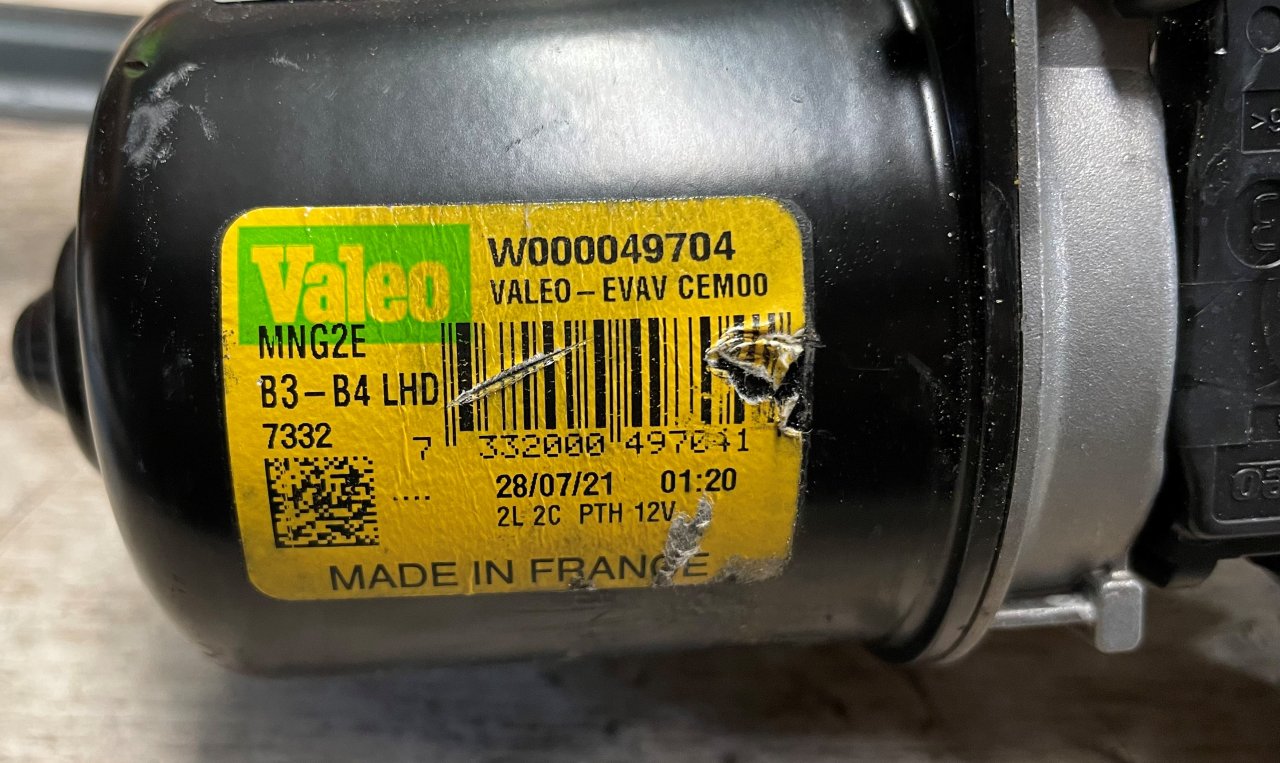 Valeo
W000049704
VALEO – EVAV CEM00
MNG2E
B3 – B4 LHD
7332
7 332000 497041
....
28/07/21 01:20
2L 2C PTH 12V
MADE IN FRANCE